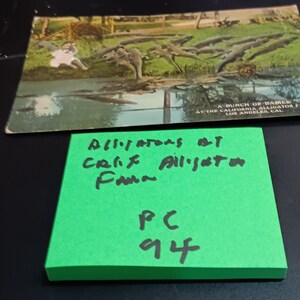 A BUNCH OF BABIES
AT THE CALIFORNIA ALLIGATOR F
LOS ANGELES, CAL.
Alligators AT
Calif Alligator
Farm
PC
94